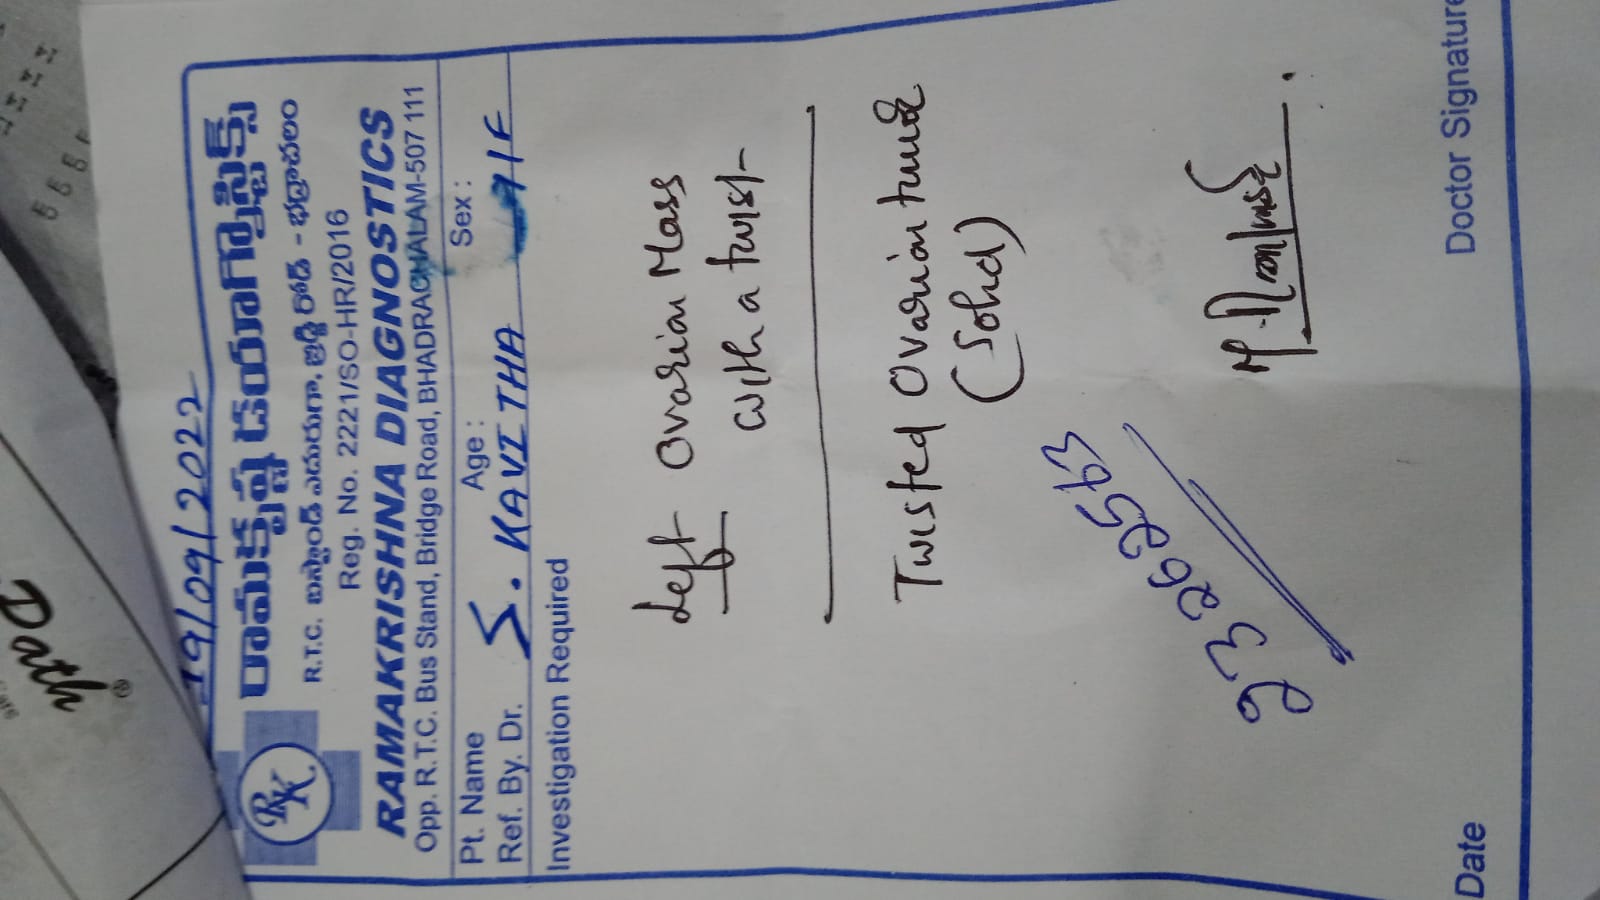 19/09/2022
రామకృష్ణ డయాగ్నోస్టిక్స్
R.T.C. బస్టాండ్ ఎదురుగా, బ్రిడ్జి రోడ్ - భద్రాచలం
Reg. No. 2221/SO-HR/2016
RK
RAMAKRISHNA DIAGNOSTICS
Opp. R.T.C. Bus Stand, Bridge Road, BHADRACHALAM-507 111
Pt. Name Age : Sex :
Ref. By. Dr. S. KAVITHA /F
Investigation Required
Left Ovarian Mass
with a twist
Twisted Ovarian tumor
(Solid)
Date Doctor Signature